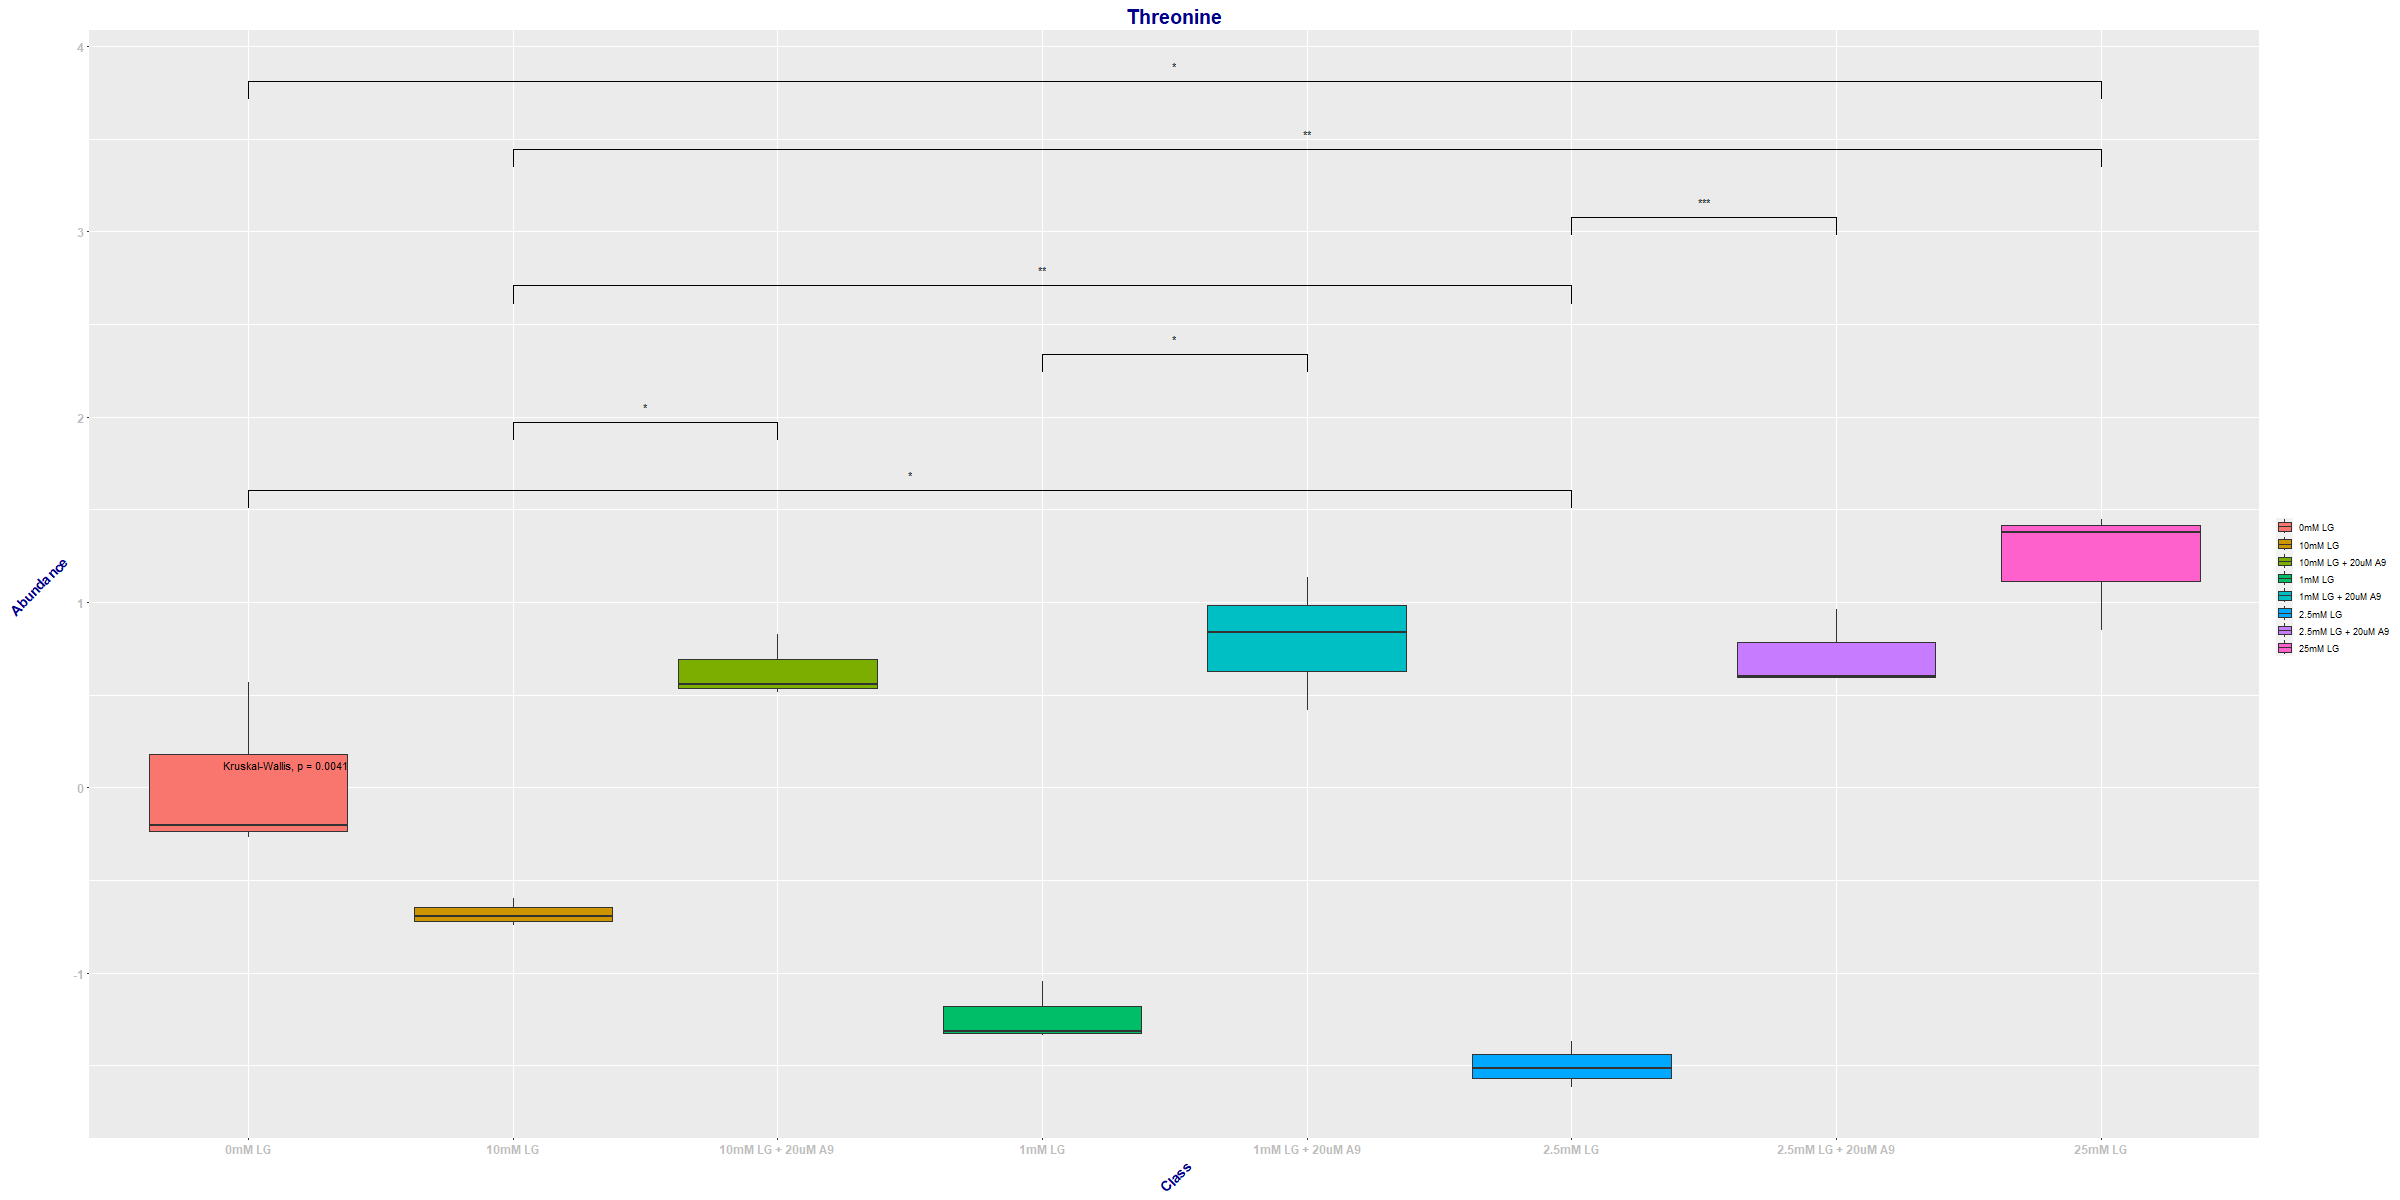 Threonine
4
*
**
***
3
**
*
*
2
*
Abundance
1
Kruskal-Wallis, p = 0.0041
0
-1
0mM LG
10mM LG
10mM LG + 20uM A9
1mM LG
1mM LG + 20uM A9
2.5mM LG
2.5mM LG + 20uM A9
25mM LG
Class
0mM LG
10mM LG
10mM LG + 20uM A9
1mM LG
1mM LG + 20uM A9
2.5mM LG
2.5mM LG + 20uM A9
25mM LG